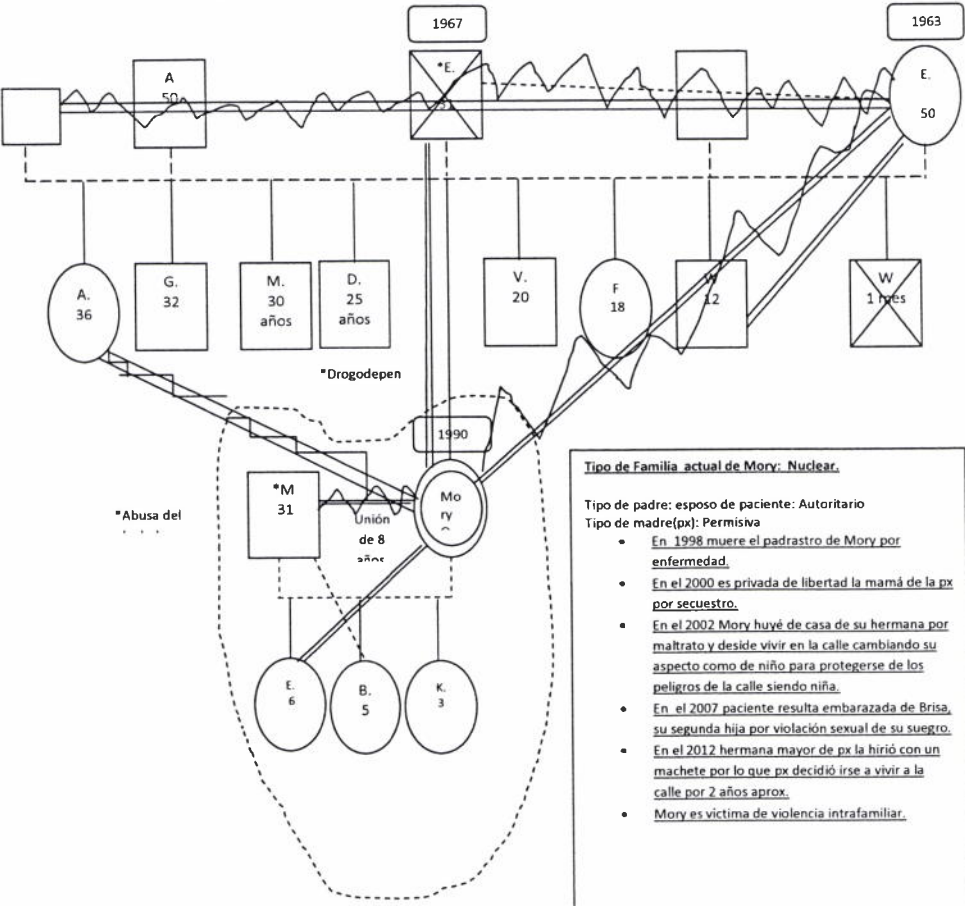 1967
1963
A
50
*E.
E.
50
A.
36
G.
32
M.
30
años
D.
25
años
V.
20
F
18
W
12
W
1 mes
*Drogodepen
1990
*M
31
Mo
ry
*Abusa del
Unión
de 8
años
E.
6
B.
5
K.
3
Tipo de Familia actual de Mory: Nuclear.
Tipo de padre: esposo de paciente: Autoritario
Tipo de madre(px): Permisiva
• En 1998 muere el padrastro de Mory por
enfermedad.
• En el 2000 es privada de libertad la mamá de la px
por secuestro.
• En el 2002 Mory huyé de casa de su hermana por
maltrato y deside vivir en la calle cambiando su
aspecto como de niño para protegerse de los
peligros de la calle siendo niña.
• En el 2007 paciente resulta embarazada de Brisa,
su segunda hija por violación sexual de su suegro.
• En el 2012 hermana mayor de px la hirió con un
machete por lo que px decidió irse a vivir a la
calle por 2 años aprox.
• Mory es victima de violencia intrafamiliar.